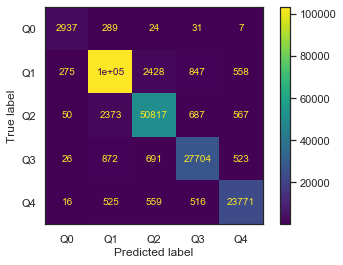 Q0 2937 289 24 31 7
Q1 275 1e+05 2428 847 558
Q2 50 2373 50817 687 567
Q3 26 872 691 27704 523
Q4 16 525 559 516 23771
Q0 Q1 Q2 Q3 Q4
Predicted label
True label
100000
80000
60000
40000
20000